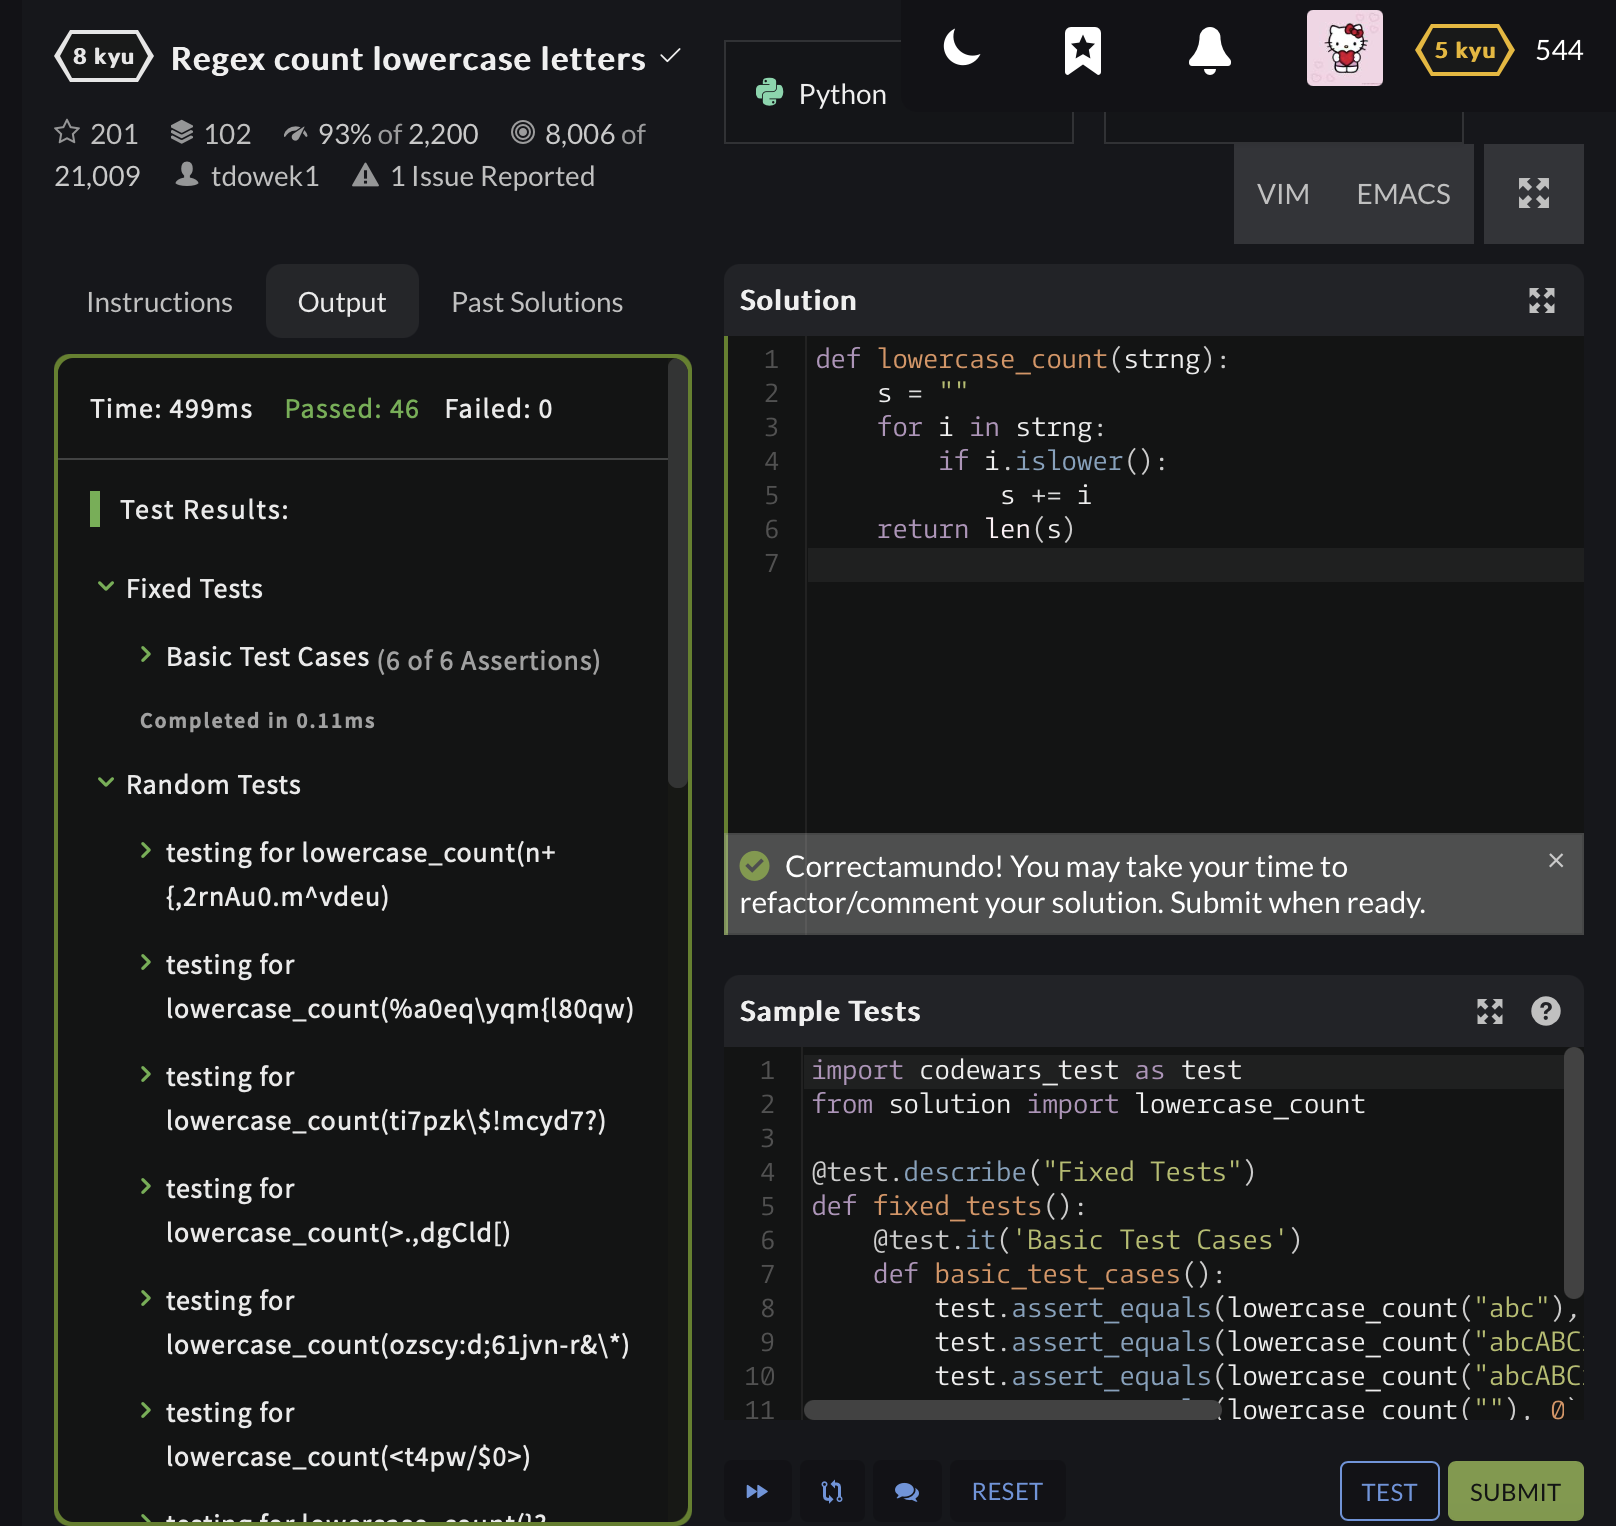 8 kyu Regex count lowercase letters
201 102 93% of 2,200 8,006 of
21,009 tdowek1 1 Issue Reported
Python
5 kyu 544
VIM EMACS
Instructions Output Past Solutions
Time: 499ms Passed: 46 Failed: 0
Test Results:
Fixed Tests
Basic Test Cases (6 of 6 Assertions)
Completed in 0.11ms
Random Tests
testing for lowercase_count(n+
{,2rnAu0.m^vdeu)
testing for
lowercase_count(%a0eq\yqm{l80qw)
testing for
lowercase_count(ti7pzk\$!mcyd7?)
testing for
lowercase_count(>.,dgCld[)
testing for
lowercase_count(ozscy:d;61jvn-r&\*)
testing for
lowercase_count(<t4pw/$0>)
testing for lowercase_count(
Solution
1 def lowercase_count(strng):
2     s = ""
3     for i in strng:
4         if i.islower():
5             s += i
6     return len(s)
7
Correctamundo! You may take your time to
refactor/comment your solution. Submit when ready.
Sample Tests
1 import codewars_test as test
2 from solution import lowercase_count
3
4 @test.describe("Fixed Tests")
5 def fixed_tests():
6     @test.it('Basic Test Cases')
7     def basic_test_cases():
8         test.assert_equals(lowercase_count("abc"),
9         test.assert_equals(lowercase_count("abcABC
10         test.assert_equals(lowercase_count("abcABC
11 (lowercase_count(""), 0
RESET TEST SUBMIT